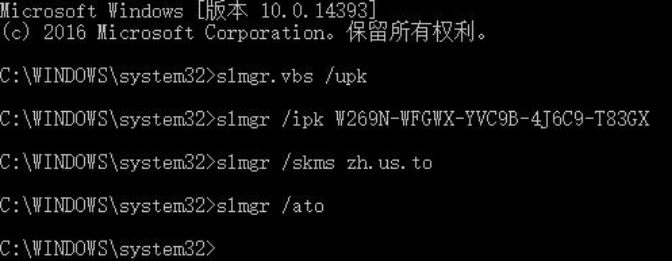 Microsoft Windows [版本 10.0.14393]
(c) 2016 Microsoft Corporation。保留所有权利。
C:\WINDOWS\system32>slmgr.vbs /upk
C:\WINDOWS\system32>slmgr /ipk W269N-WFGWX-YVC9B-4J6C9-T83GX
C:\WINDOWS\system32>slmgr /skms zh.us.to
C:\WINDOWS\system32>slmgr /ato
C:\WINDOWS\system32>